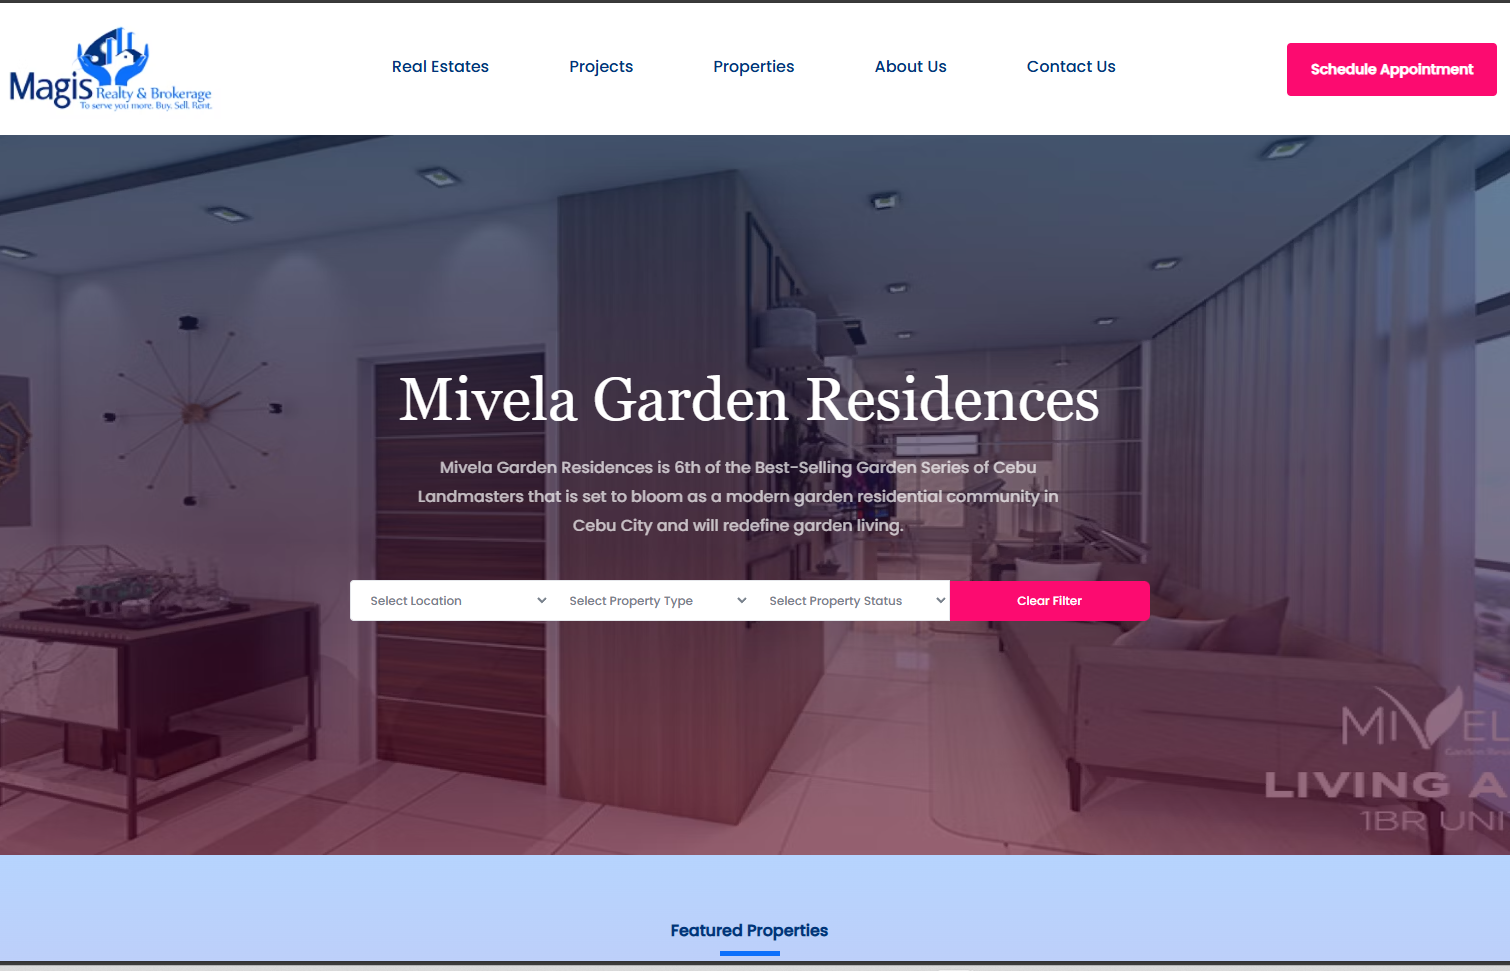 Magis
Realty & Brokerage
To serve you more. Buy. Sell. Rent.
Real Estates
Projects
Properties
About Us
Contact Us
Schedule Appointment
Mivela Garden Residences
Mivela Garden Residences is 6th of the Best-Selling Garden Series of Cebu
Landmasters that is set to bloom as a modern garden residential community in
Cebu City and will redefine garden living.
Select Location
Select Property Type
Select Property Status
Clear Filter
MIVEL
Garden
LIVING A
1BR UNI
Featured Properties